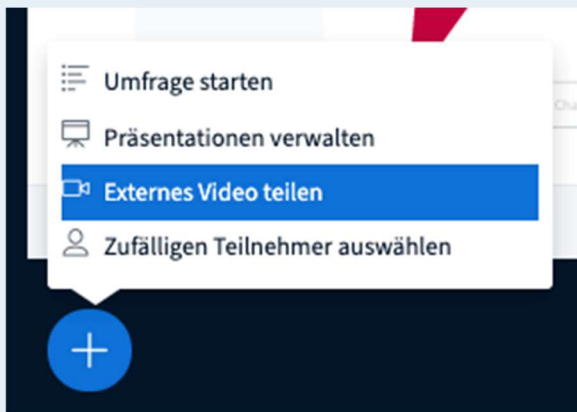 Umfrage starten
Präsentationen verwalten
Externes Video teilen
Zufälligen Teilnehmer auswählen